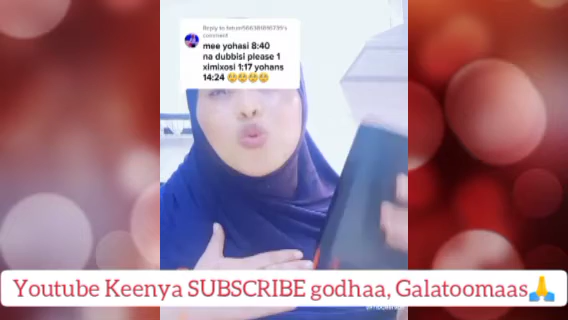 mee yohasi 8:40
na dubbisi please 1
ximixosi 1:17 yohans
14:24 😢😢😢😢
Youtube Keenya SUBSCRIBE godhaa, Galatoomaas🙏